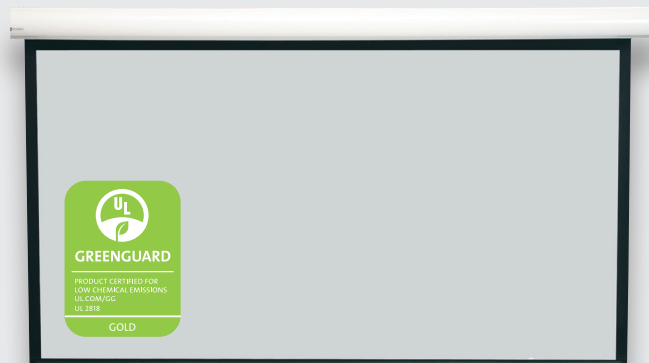 UL
GREENGUARD
PRODUCT CERTIFIED FOR
LOW CHEMICAL EMISSIONS
UL.COM/GG
UL 2818
GOLD